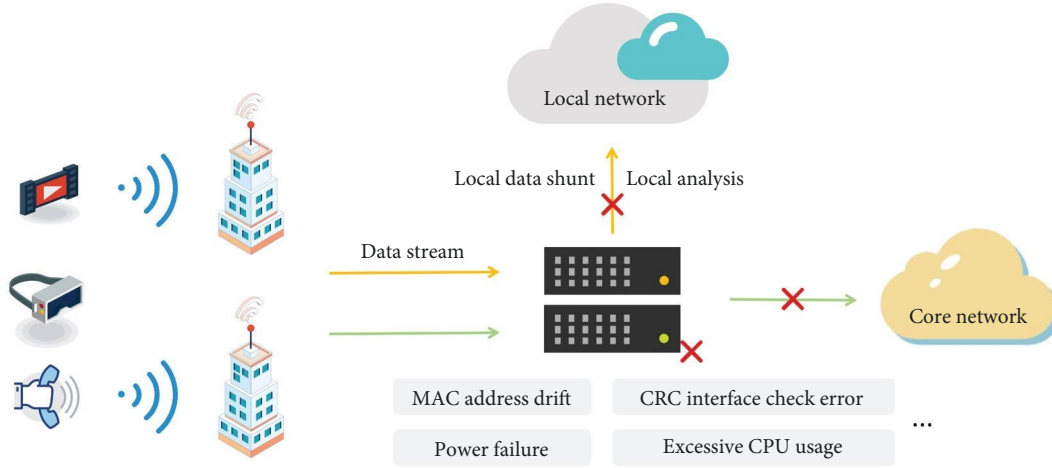 Local network
Local data shunt
Local analysis
Data stream
Core network
MAC address drift
CRC interface check error
Power failure
Excessive CPU usage
...